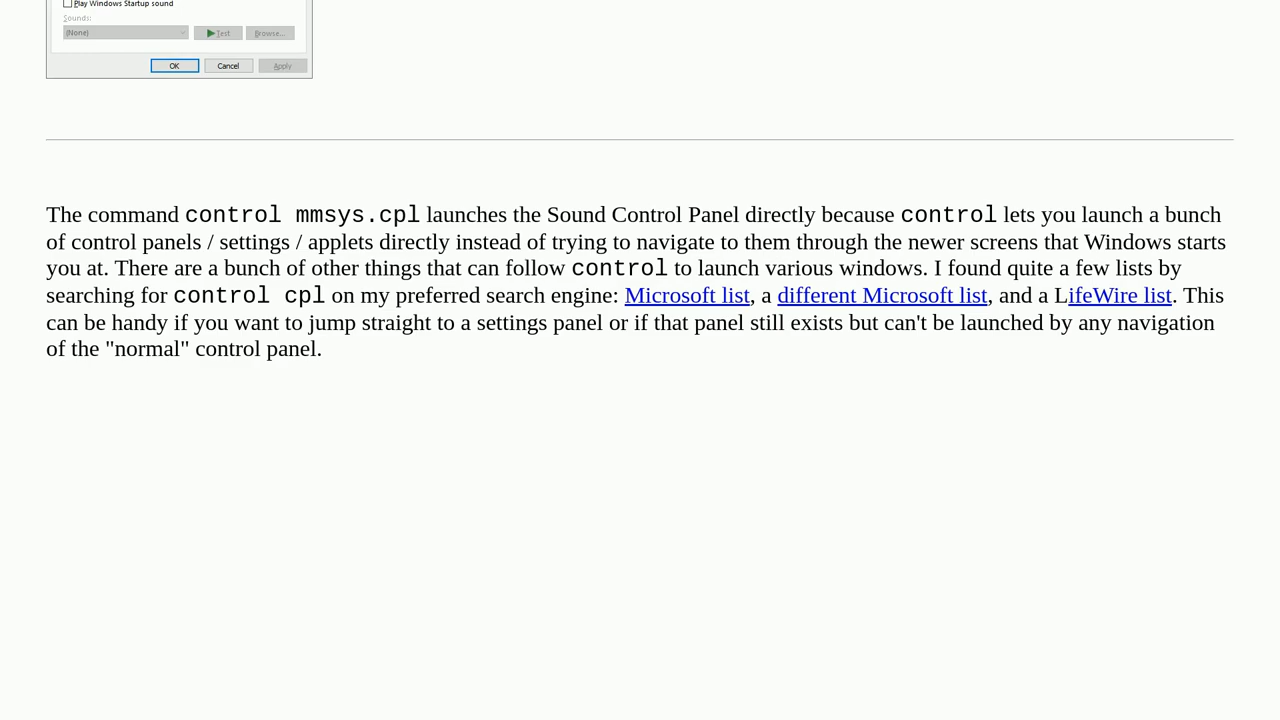 Play Windows Startup sound
Sounds:
(None) Test Browse...
OK Cancel Apply
The command control mmsys.cpl launches the Sound Control Panel directly because control lets you launch a bunch
of control panels / settings / applets directly instead of trying to navigate to them through the newer screens that Windows starts
you at. There are a bunch of other things that can follow control to launch various windows. I found quite a few lists by
searching for control cpl on my preferred search engine: Microsoft list, a different Microsoft list, and a LifeWire list. This
can be handy if you want to jump straight to a settings panel or if that panel still exists but can't be launched by any navigation
of the "normal" control panel.